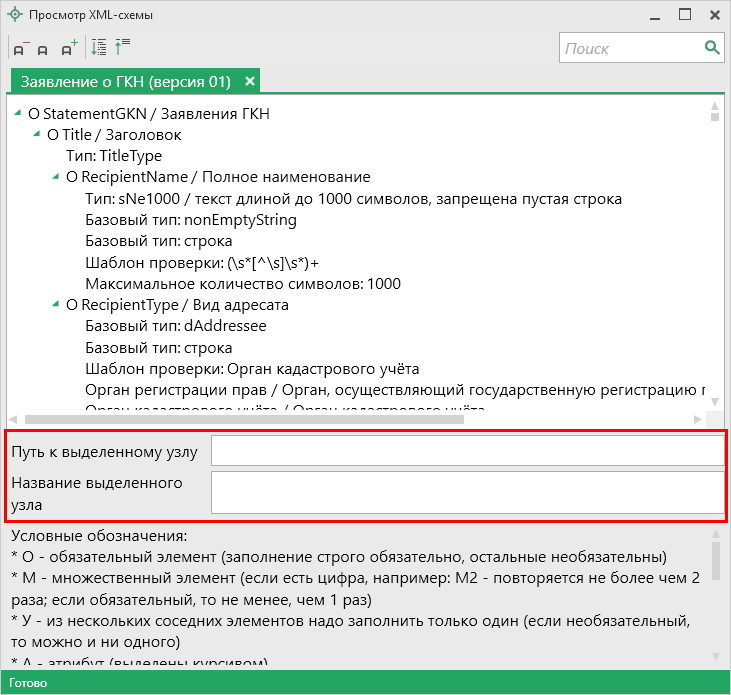 Просмотр XML-схемы
Поиск
Заявление о ГКН (версия 01)
О StatementGKN / Заявления ГКН
О Title / Заголовок
Тип: TitleType
О RecipientName / Полное наименование
Тип: sNe1000 / текст длиной до 1000 символов, запрещена пустая строка
Базовый тип: nonEmptyString
Базовый тип: строка
Шаблон проверки: (\s*[^\s]\s*)+
Максимальное количество символов: 1000
О RecipientType / Вид адресата
Базовый тип: dAddressee
Базовый тип: строка
Шаблон проверки: Орган кадастрового учёта
Орган регистрации прав / Орган, осуществляющий государственную регистрацию п
Орган кадастрового учёта / Орган кадастрового учёта
Путь к выделенному узлу
Название выделенного
узла
Условные обозначения:
* О - обязательный элемент (заполнение строго обязательно, остальные необязательны)
* М - множественный элемент (если есть цифра, например: М2 - повторяется не более чем 2
раза; если обязательный, то не менее, чем 1 раз)
* У - из нескольких соседних элементов надо заполнить только один (если необязательный,
то можно и ни одного)
* А - атрибут (выделены курсивом)
Готово